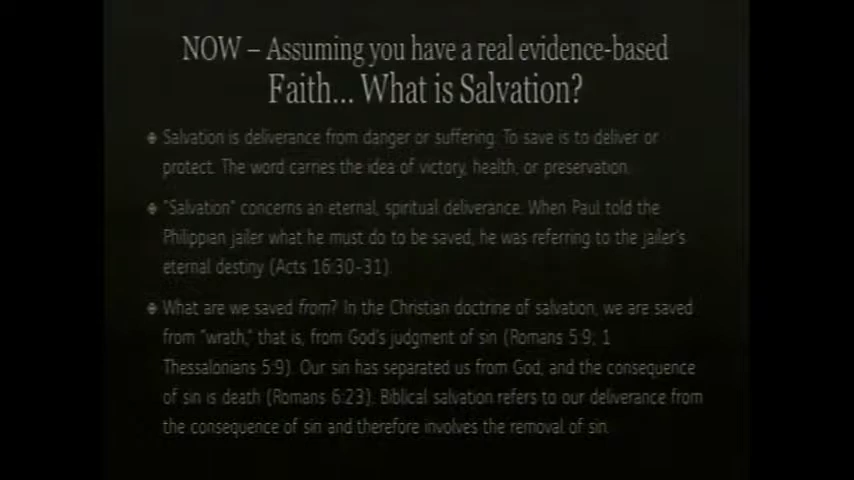 NOW – Assuming you have a real evidence-based
Faith... What is Salvation?
Salvation is deliverance from danger or suffering. To save is to deliver or
protect. The word carries the idea of victory, health, or preservation.
"Salvation" concerns an eternal, spiritual deliverance. When Paul told the
Philippian jailer what he must do to be saved, he was referring to the jailer's
eternal destiny (Acts 16:30-31).
What are we saved from? In the Christian doctrine of salvation, we are saved
from "wrath," that is, from God's judgment of sin (Romans 5:9; 1
Thessalonians 5:9). Our sin has separated us from God, and the consequence
of sin is death (Romans 6:23). Biblical salvation refers to our deliverance from
the consequence of sin and therefore involves the removal of sin.